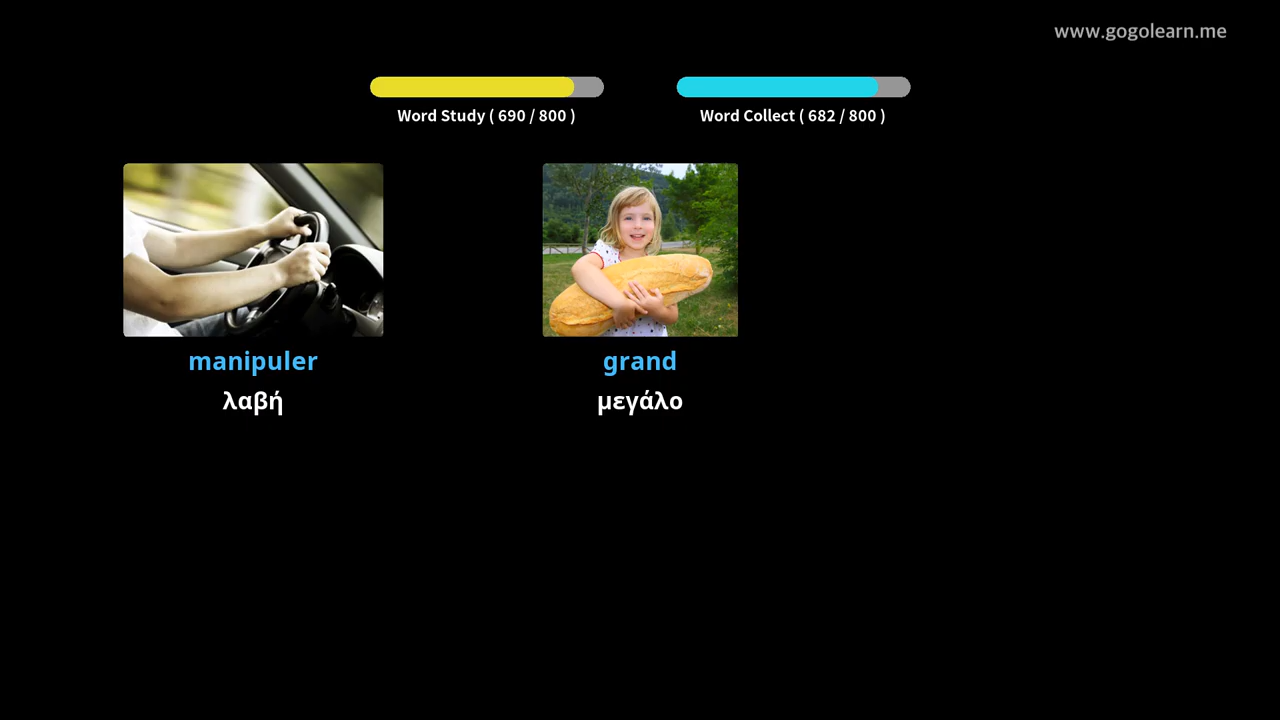 www.gogolearn.me
Word Study ( 690 / 800 )
Word Collect ( 682 / 800 )
manipuler
λαβή
grand
μεγάλο